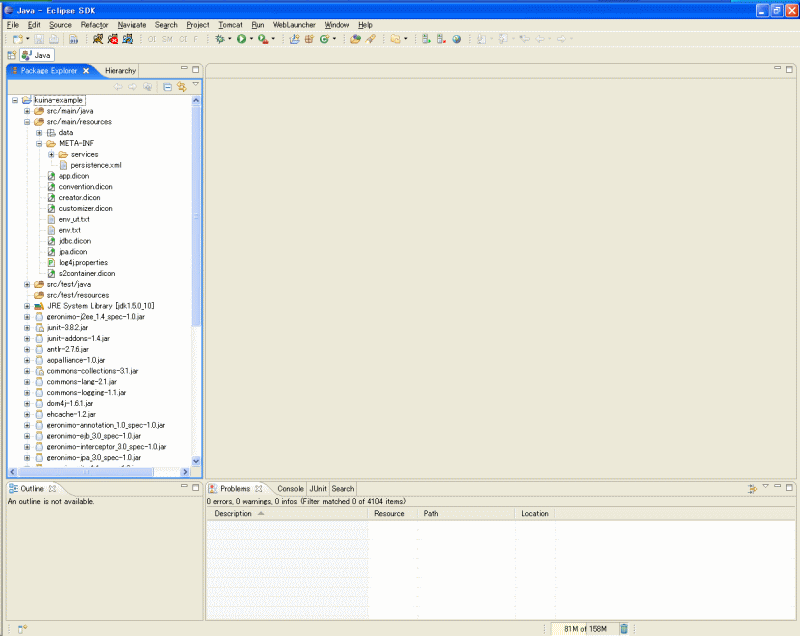 Java - Eclipse SDK
File Edit Source Refactor Navigate Search Project Tomcat Run WebLauncher Window Help
Java
Package Explorer Hierarchy
kuina-example
src/main/java
src/main/resources
data
META-INF
services
persistence.xml
app.dicon
convention.dicon
creator.dicon
customizer.dicon
env_ut.txt
env.txt
jdbc.dicon
jpa.dicon
log4j.properties
s2container.dicon
src/test/java
src/test/resources
JRE System Library [jdk1.5.0_10]
geronimo-j2ee_1.4_spec-1.0.jar
junit-3.8.2.jar
junit-addons-1.4.jar
antlr-2.7.6.jar
aopalliance-1.0.jar
commons-collections-3.1.jar
commons-lang-2.1.jar
commons-logging-1.1.jar
dom4j-1.6.1.jar
ehcache-1.2.jar
geronimo-annotation_1.0_spec-1.0.jar
geronimo-ejb_3.0_spec-1.0.jar
geronimo-interceptor_3.0_spec-1.0.jar
geronimo-jpa_3.0_spec-1.0.jar
Outline
An outline is not available.
Problems Console JUnit Search
0 errors, 0 warnings, 0 infos (Filter matched 0 of 4104 items)
Description Resource Path Location
81M of 158M